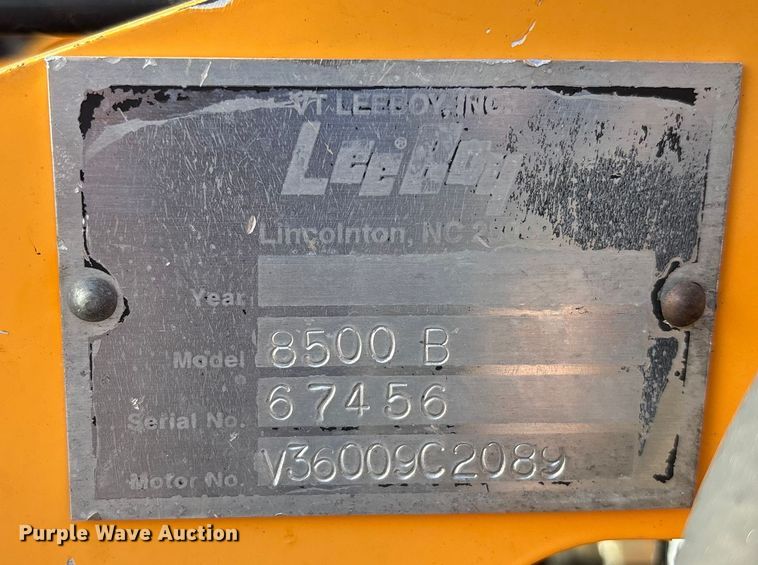 VT LEEBOY, INC.
LeeBoy®
Lincolnton, NC
Year
Model 8500 B
Serial No. 67456
Motor No. V36009C2089
Purple Wave Auction